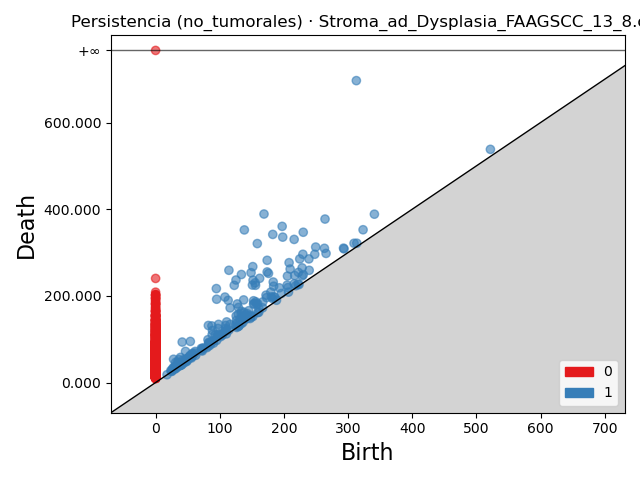 Persistencia (no_tumorales) · Stroma_ad_Dysplasia_FAAGSCC_13_8.
+∞
600.000
400.000
200.000
0.000
Death
0
1
0 100 200 300 400 500 600 700
Birth